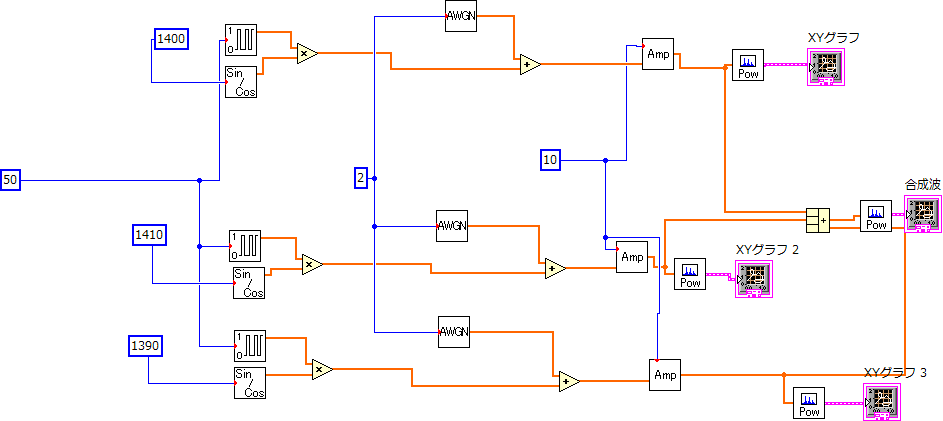 AWGN
1400
1
0
XYグラフ
Amp
Sin
Cos
Pow
10
50
2
合成波
AWGN
Pow
1410
1
0
XYグラフ 2
Amp
Sin
Cos
Pow
AWGN
1390
1
0
XYグラフ 3
Amp
Sin
Cos
Pow